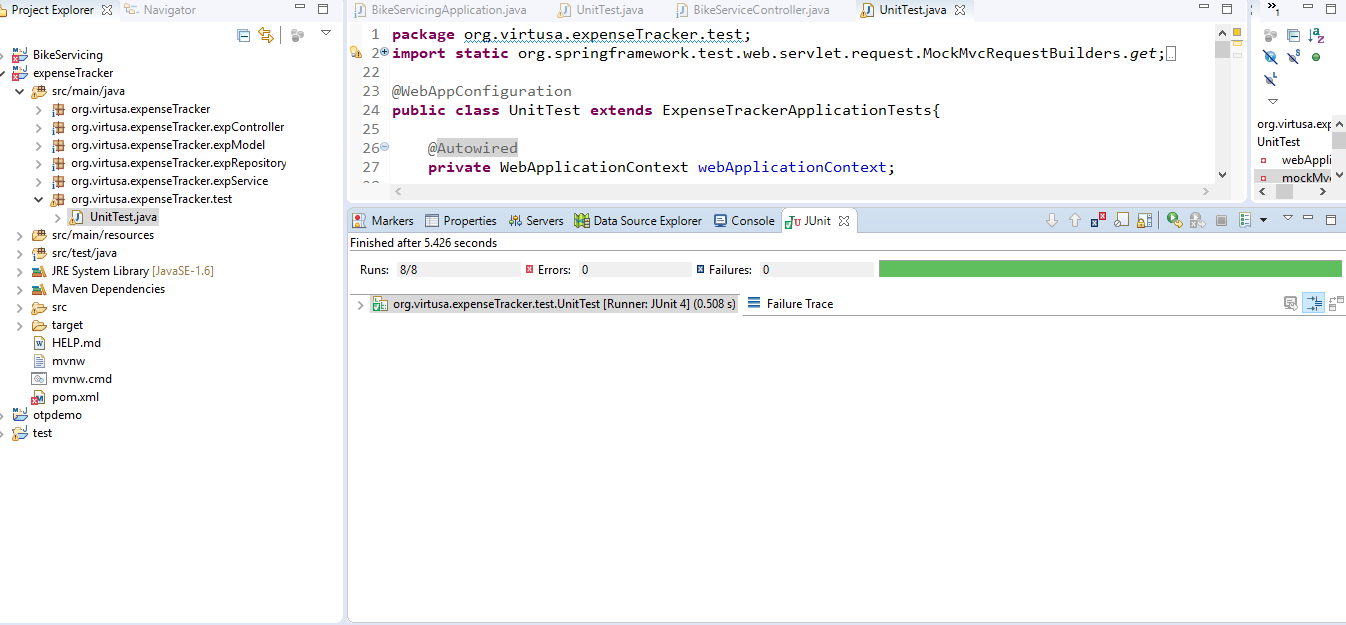 Project Explorer Navigator
BikeServicing
expenseTracker
src/main/java
org.virtusa.expenseTracker
org.virtusa.expenseTracker.expController
org.virtusa.expenseTracker.expModel
org.virtusa.expenseTracker.expRepository
org.virtusa.expenseTracker.expService
org.virtusa.expenseTracker.test
UnitTest.java
src/main/resources
src/test/java
JRE System Library [JavaSE-1.6]
Maven Dependencies
src
target
HELP.md
mvnw
mvnw.cmd
pom.xml
otpdemo
test
BikeServicingApplication.java UnitTest.java BikeServiceController.java UnitTest.java
1 package org.virtusa.expenseTracker.test;
2 import static org.springframework.test.web.servlet.request.MockMvcRequestBuilders.get;
22
23 @WebAppConfiguration
24 public class UnitTest extends ExpenseTrackerApplicationTests{
25
26 @Autowired
27 private WebApplicationContext webApplicationContext;
Markers Properties Servers Data Source Explorer Console JUnit
Finished after 5.426 seconds
Runs: 8/8 Errors: 0 Failures: 0
org.virtusa.expenseTracker.test.UnitTest [Runner: JUnit 4] (0.508 s) Failure Trace
org.virtusa.exp
UnitTest
webAppli
mockMv